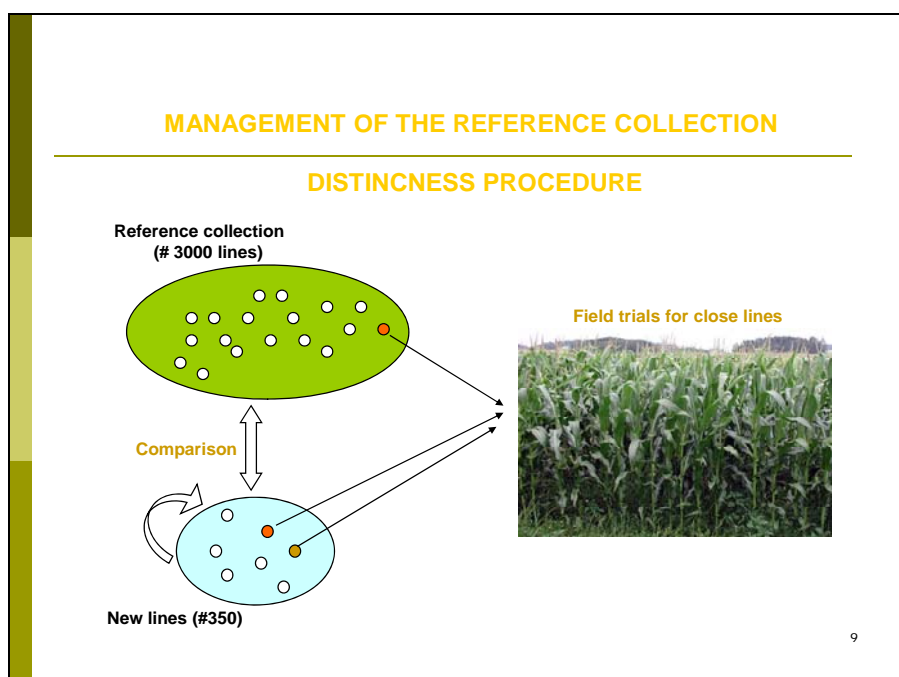 MANAGEMENT OF THE REFERENCE COLLECTION
DISTINCNESS PROCEDURE
Reference collection
(# 3000 lines)
Field trials for close lines
Comparison
New lines (#350)
9